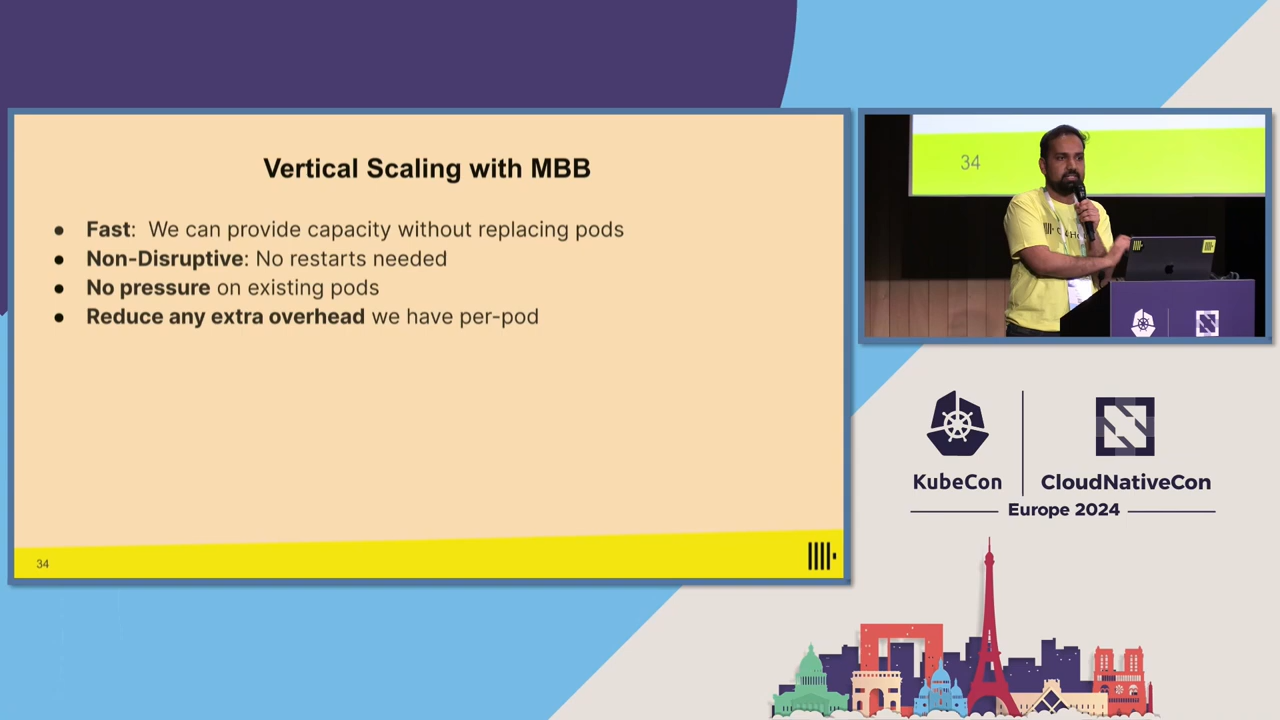 Vertical Scaling with MBB
● Fast: We can provide capacity without replacing pods
● Non-Disruptive: No restarts needed
● No pressure on existing pods
● Reduce any extra overhead we have per-pod
34
34
KubeCon
CloudNativeCon
Europe 2024